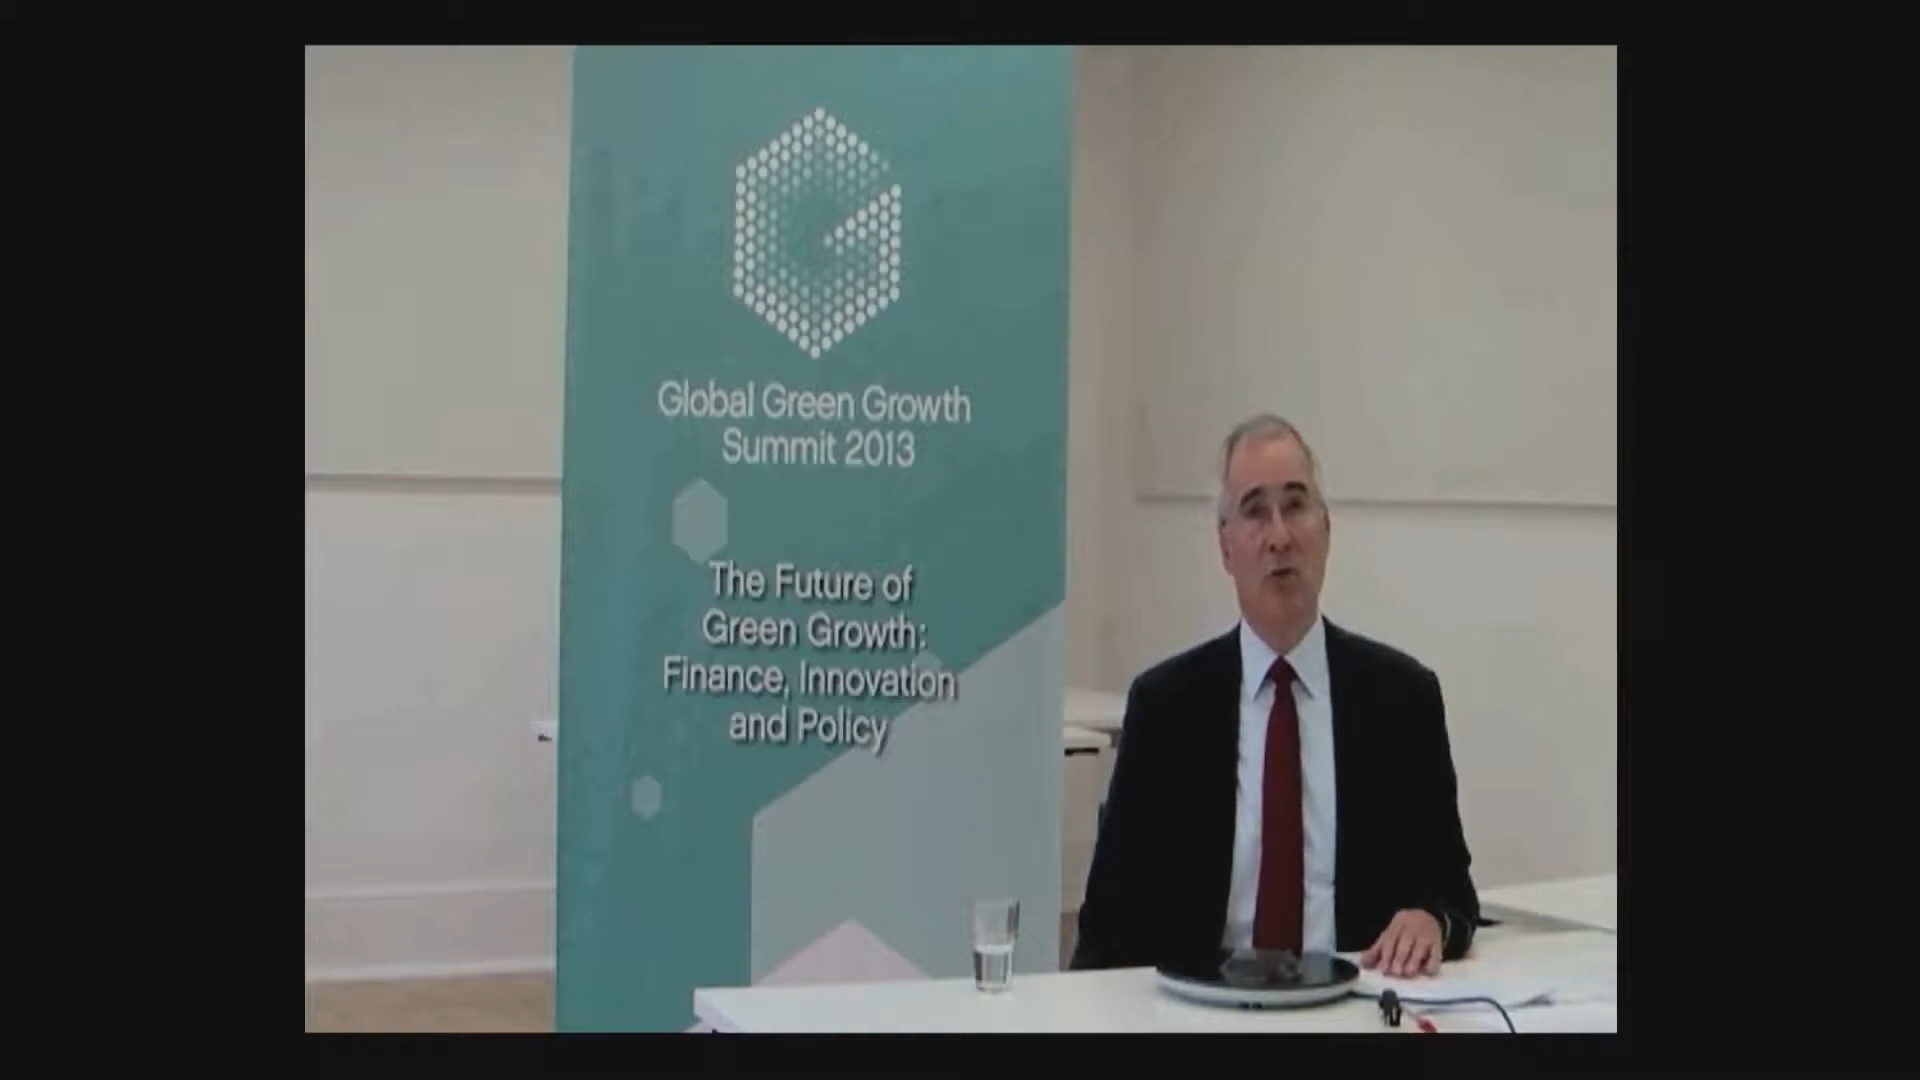 Global Green Growth
Summit 2013
The Future of
Green Growth:
Finance, Innovation
and Policy